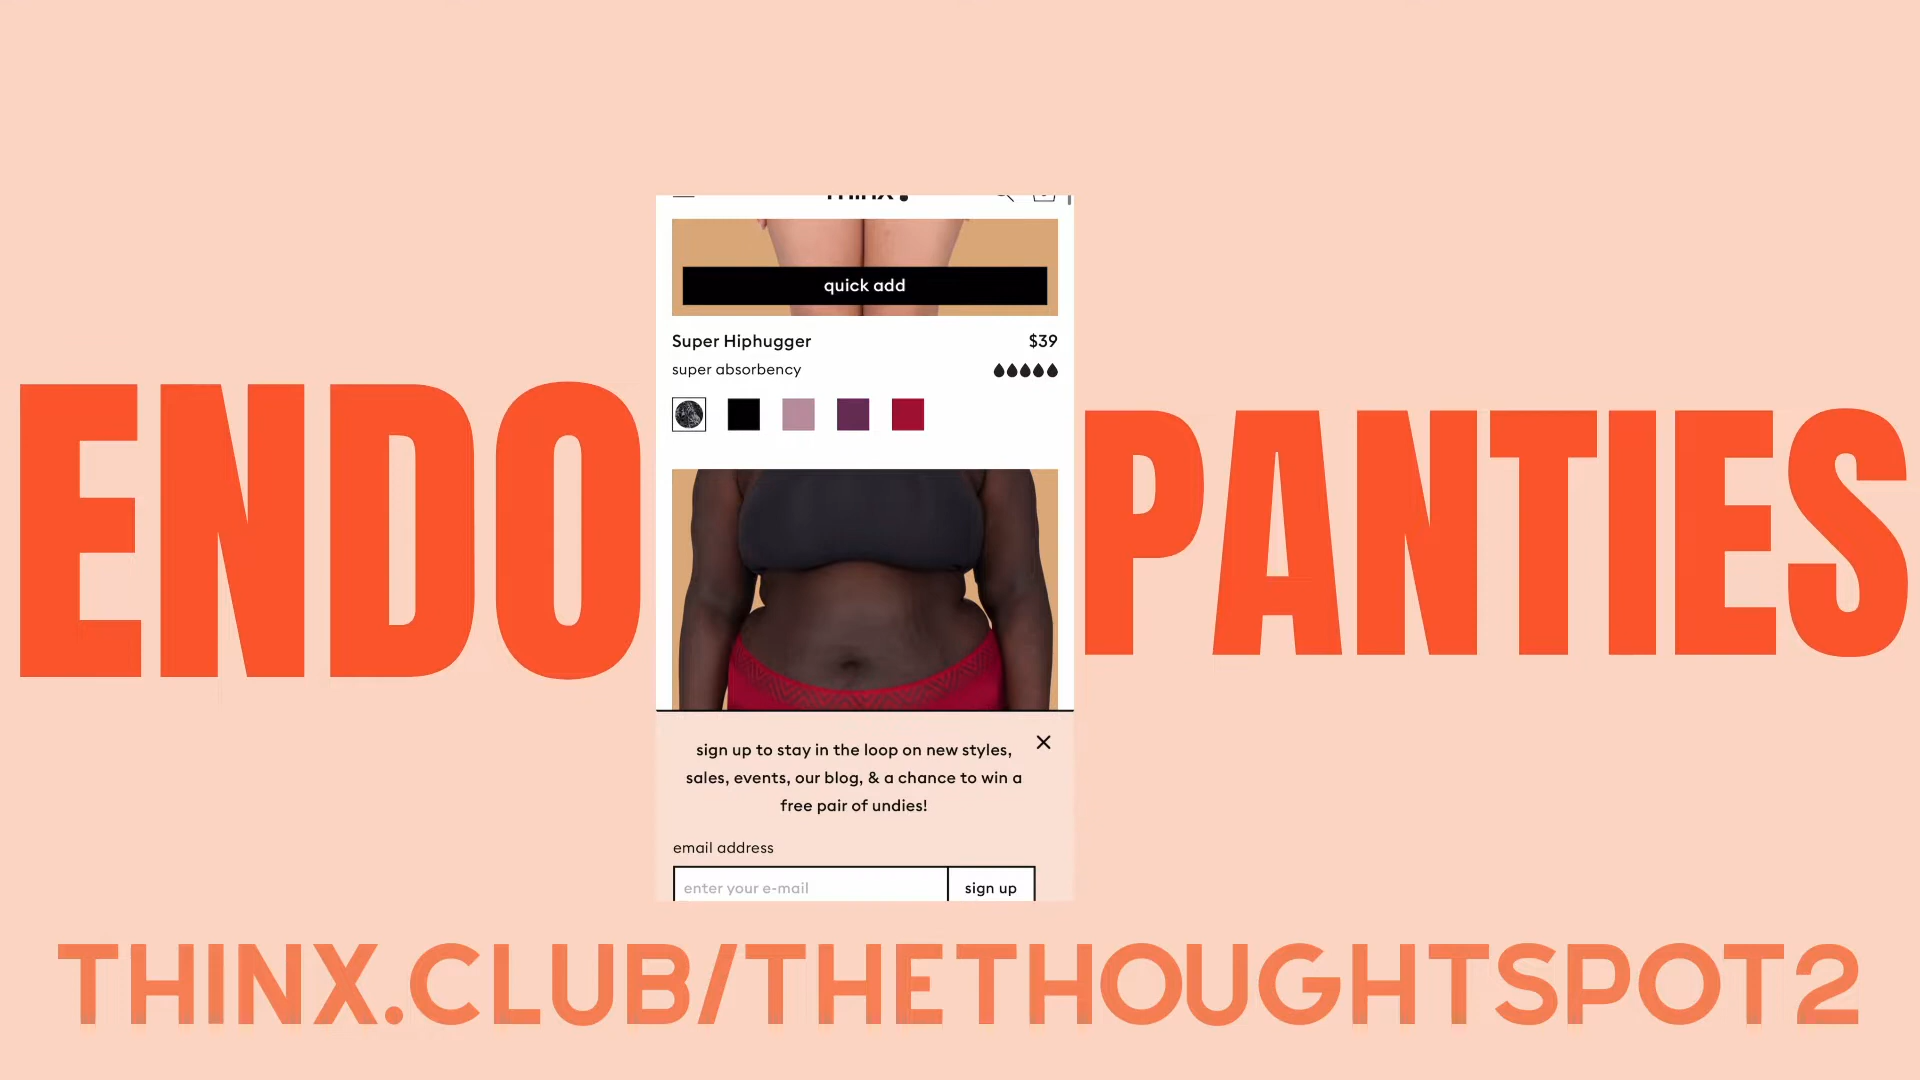 Thinx
quick add
Super Hiphugger $39
super absorbency
ENDO PANTIES
sign up to stay in the loop on new styles,
sales, events, our blog, & a chance to win a
free pair of undies!
email address
enter your e-mail sign up
THINX.CLUB/THETHOUGHTSPOT2